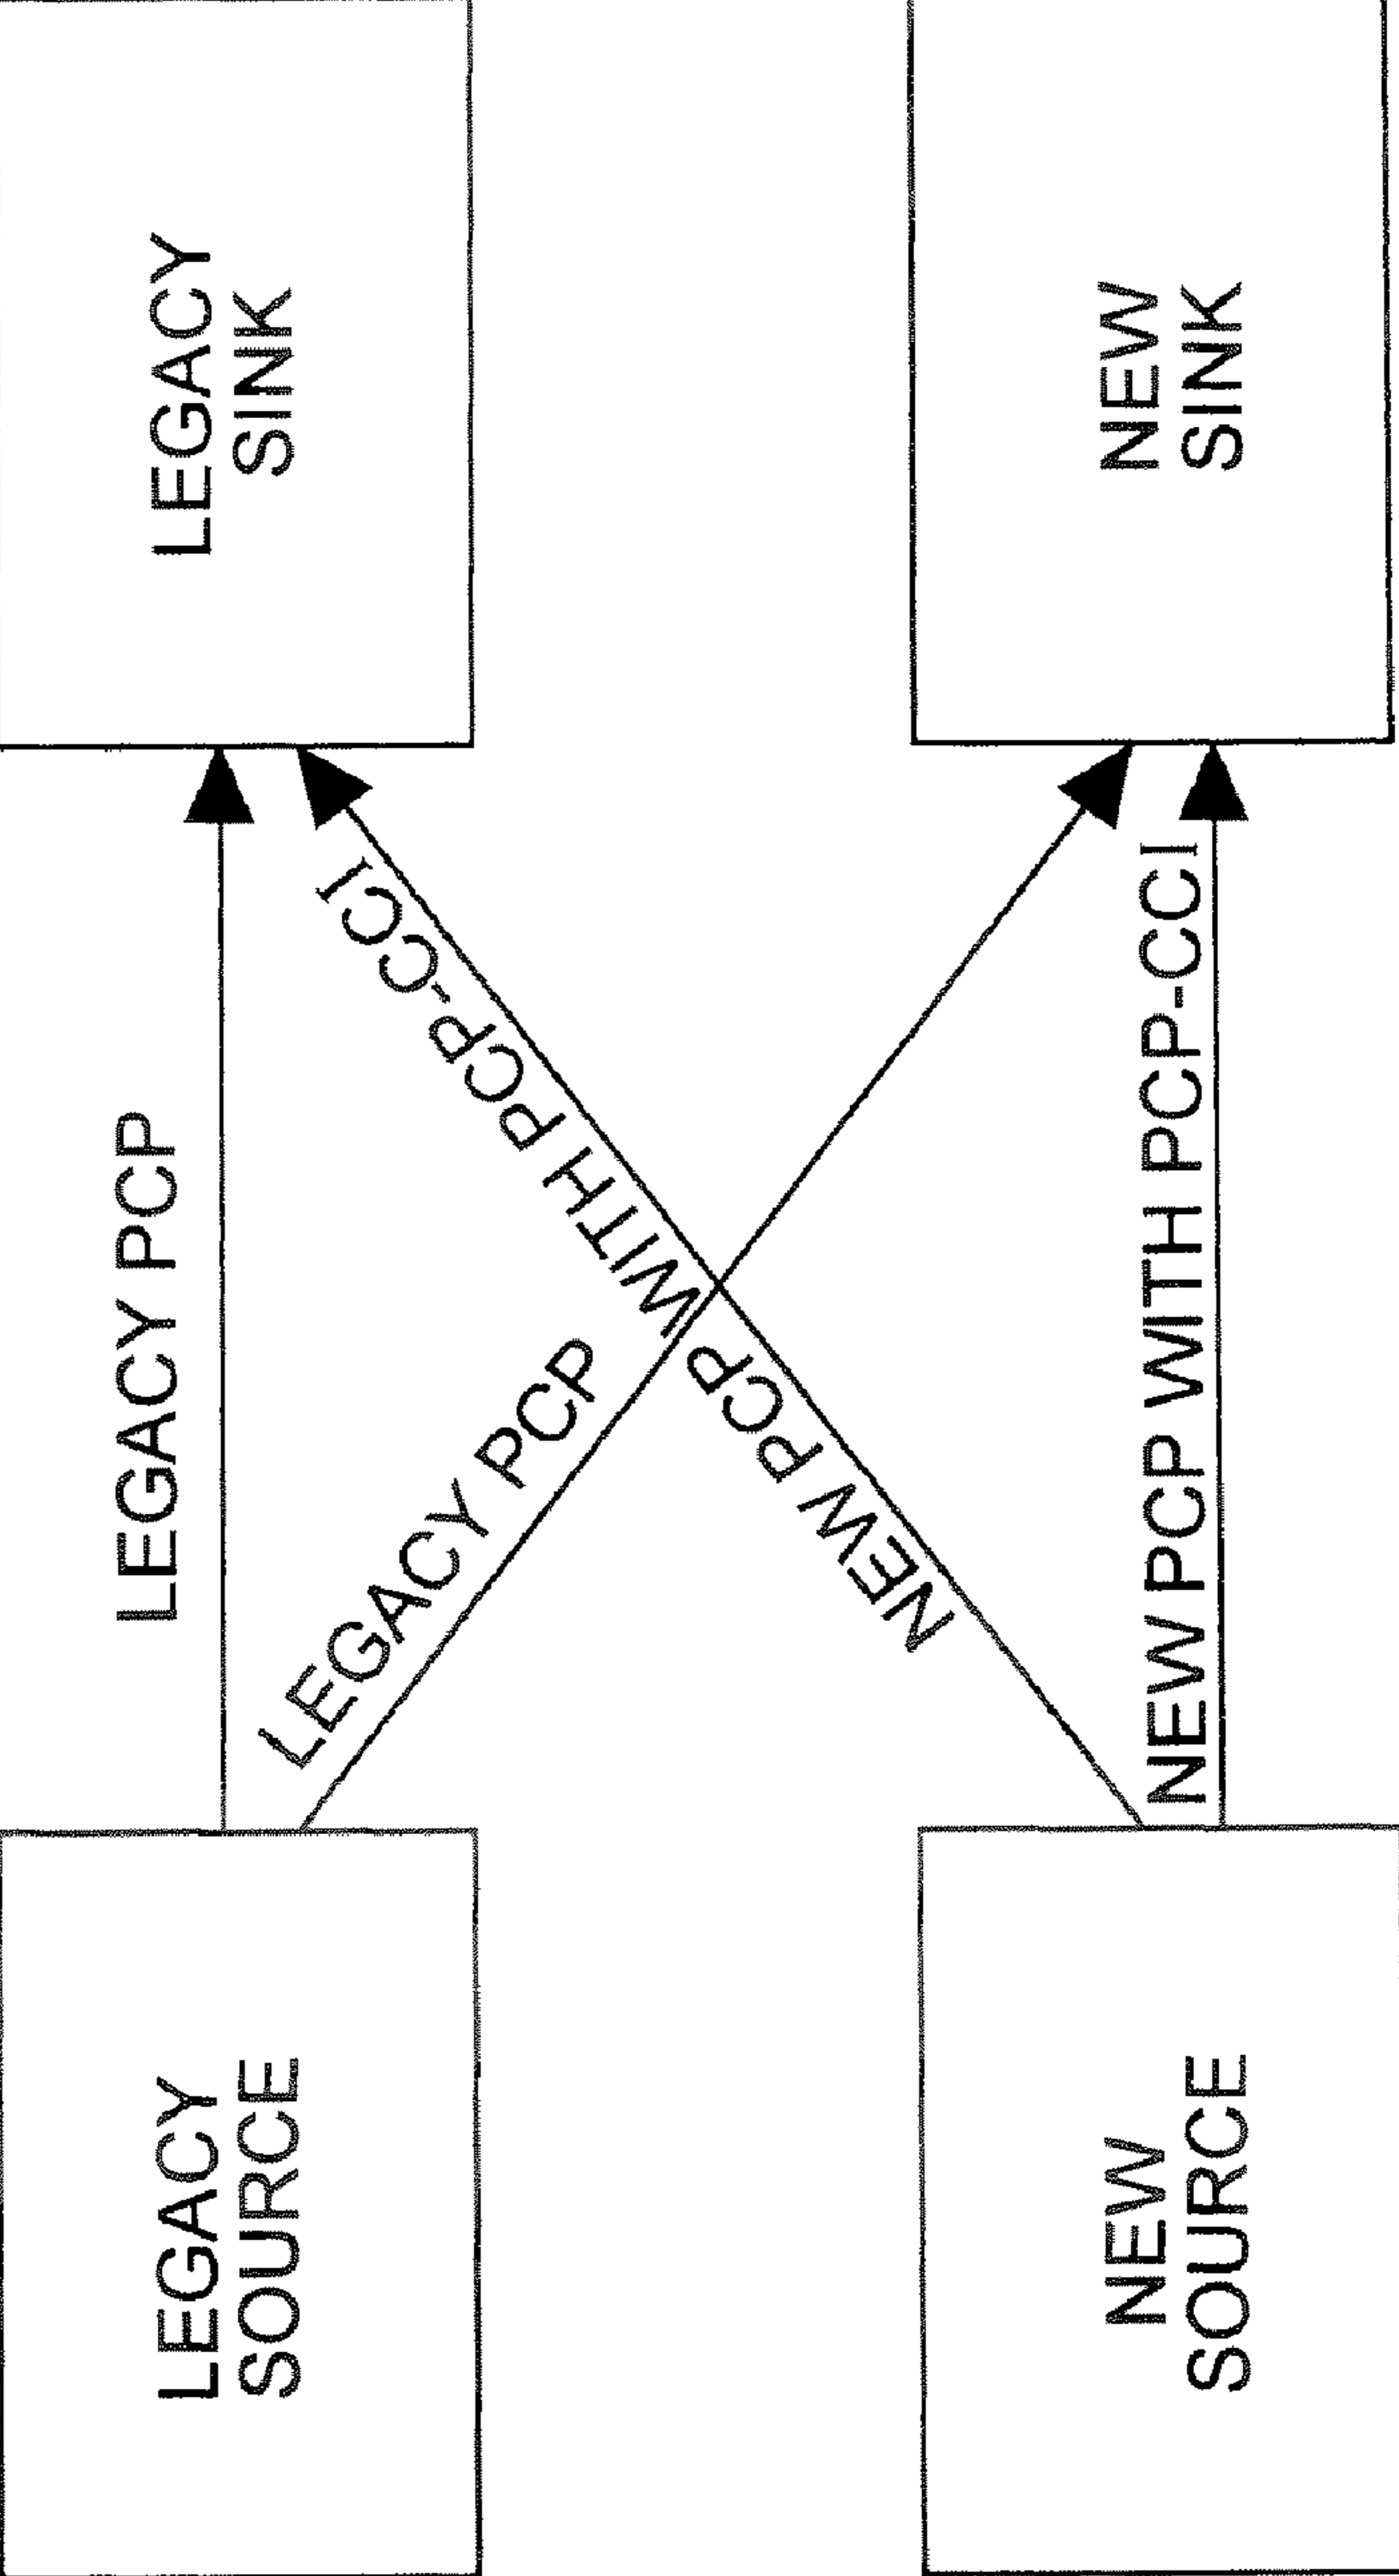 LEGACY
SOURCE
LEGACY PCP
LEGACY
SINK
LEGACY PCP
NEW PCP WITH PCP-CCI
NEW
SOURCE
NEW PCP WITH PCP-CCI
NEW
SINK